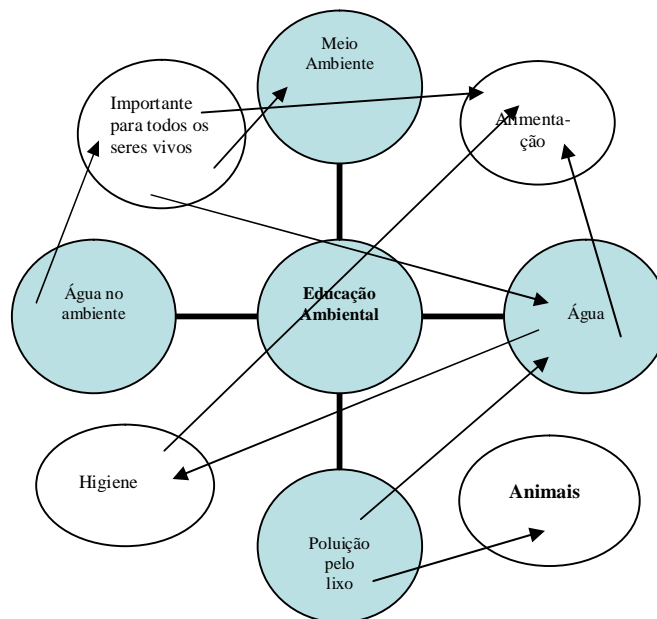 Meio
Ambiente
Importante
para todos os
seres vivos
Alimenta-
ção
Água no
ambiente
Educação
Ambiental
Água
Higiene
Animais
Poluição
pelo
lixo